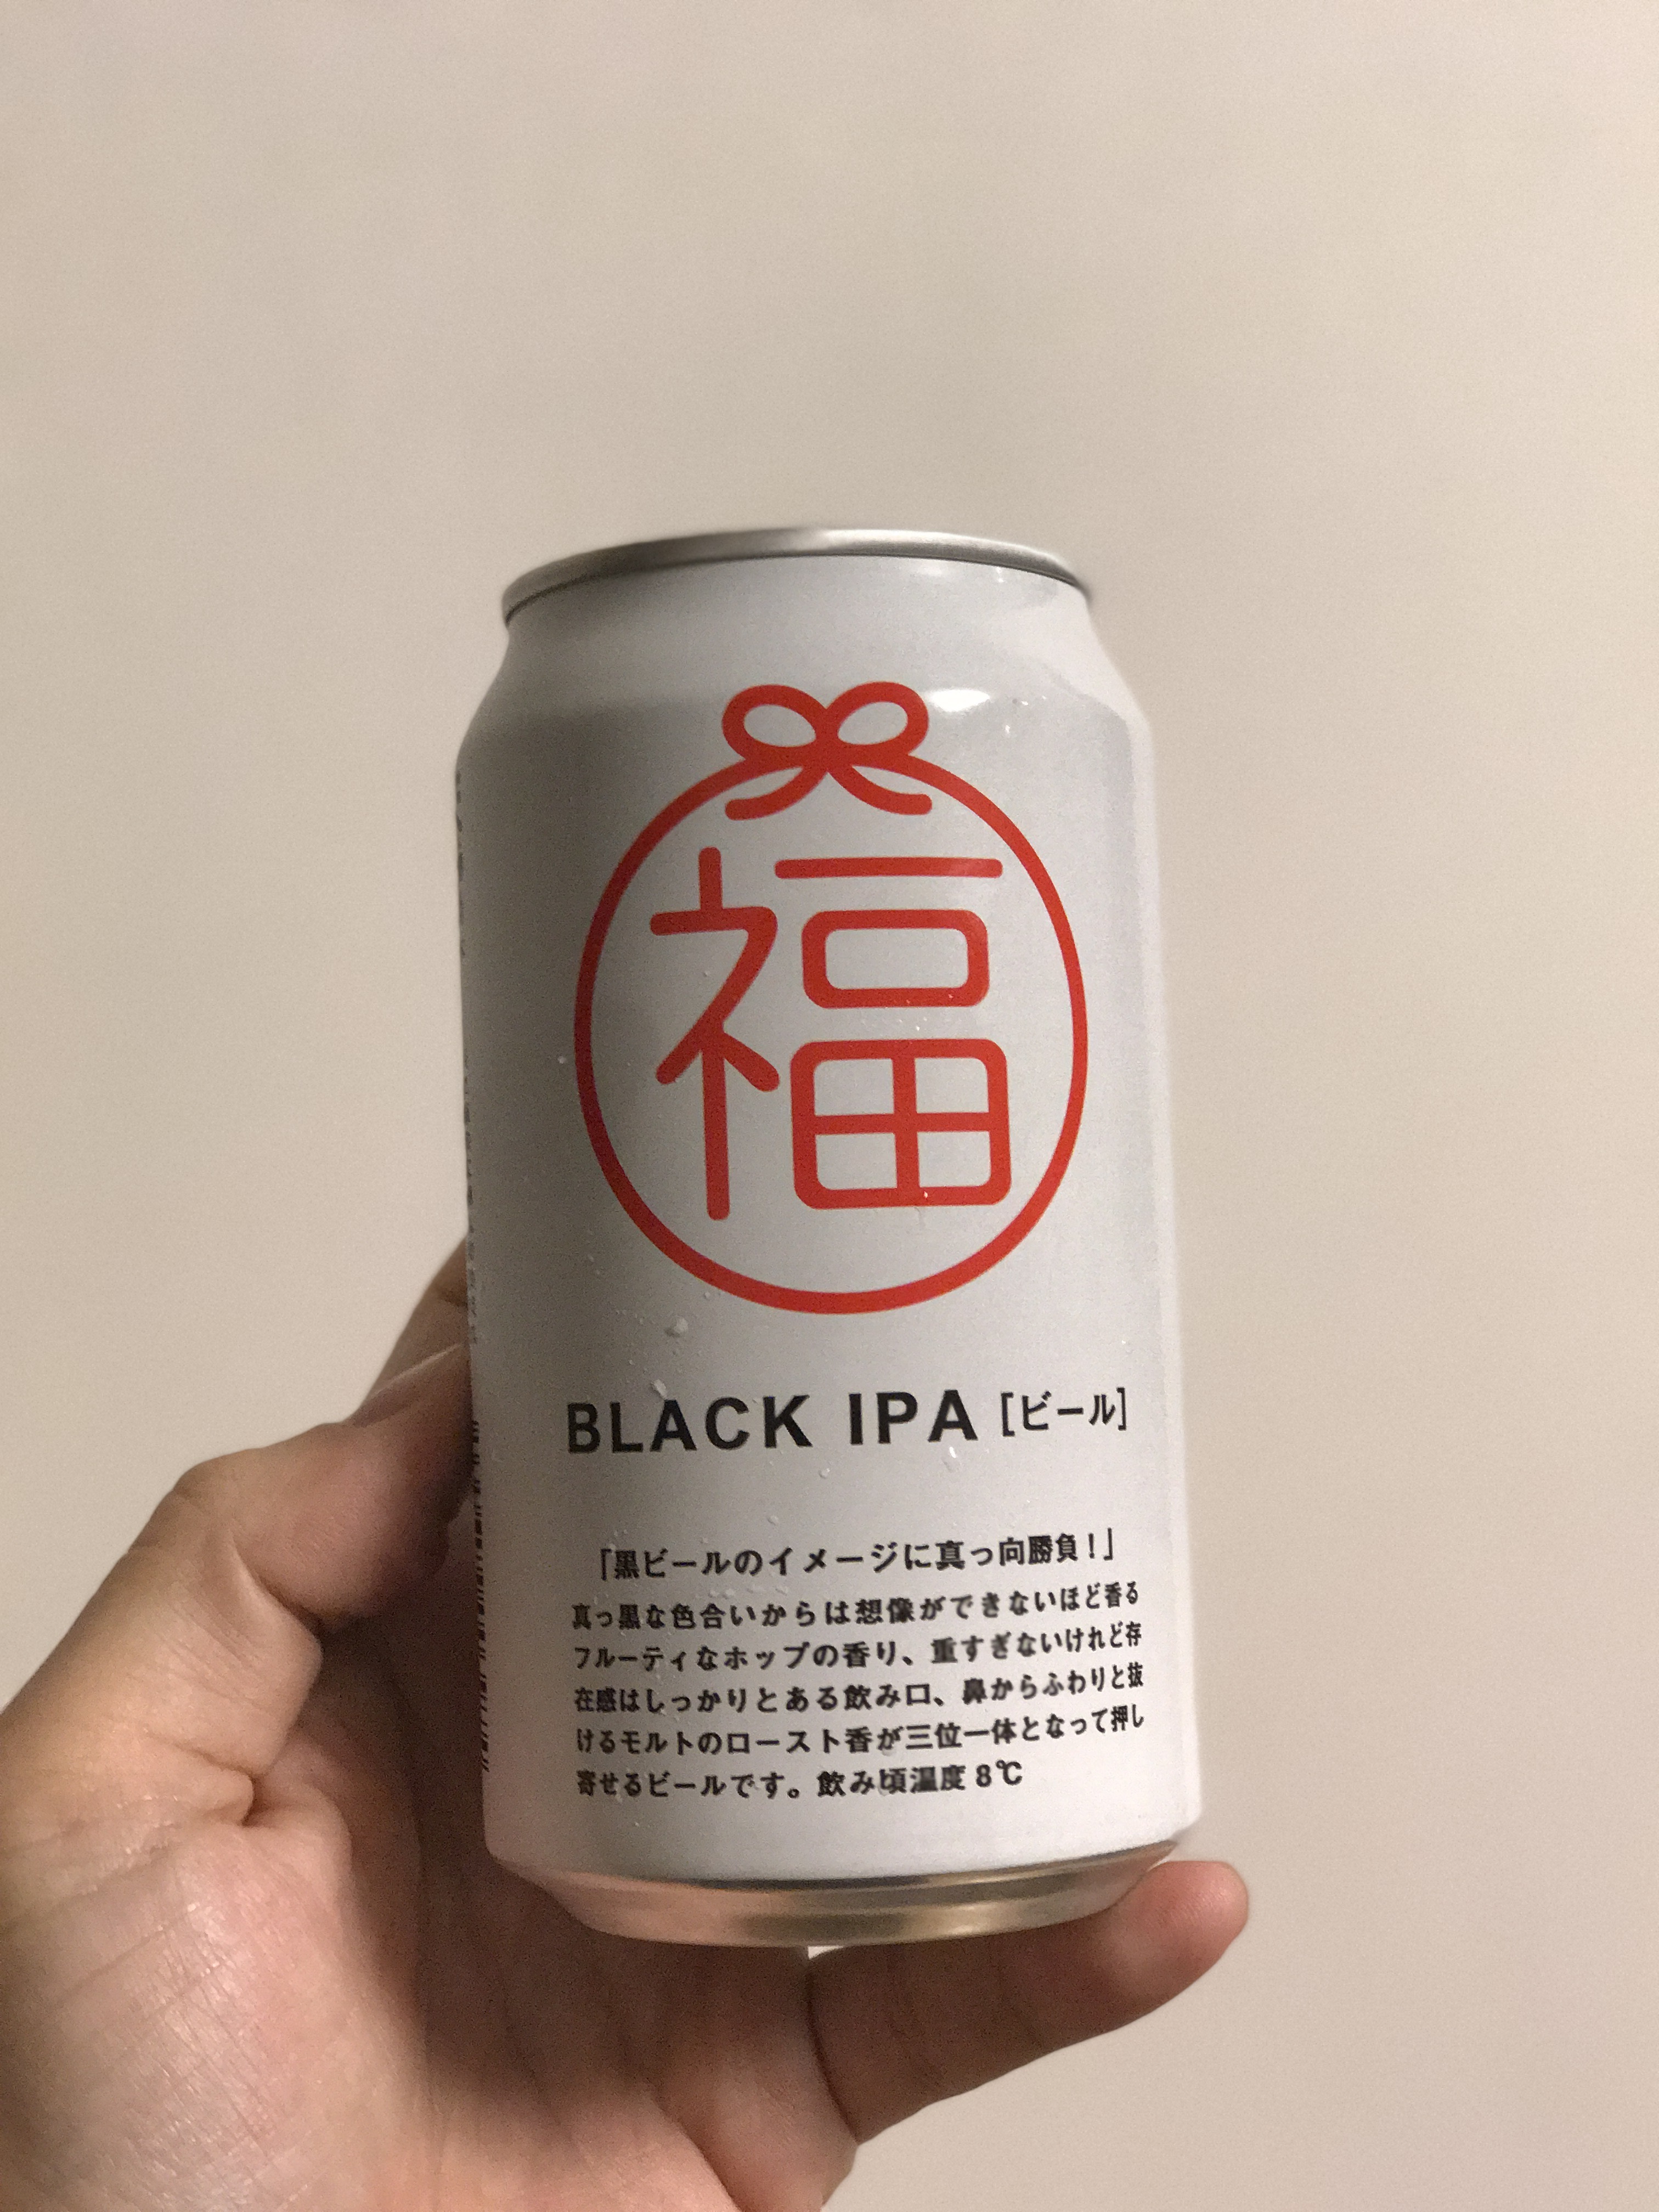 福
BLACK IPA [ビール]
「黒ビールのイメージに真っ向勝負!」
真っ黒な色合いからは想像ができないほど香る
フルーティなホップの香り、重すぎないけれど存
在感はしっかりとある飲み口、鼻からふわりと抜
けるモルトのロースト香が三位一体となって押し
寄せるビールです。飲み頃温度8℃